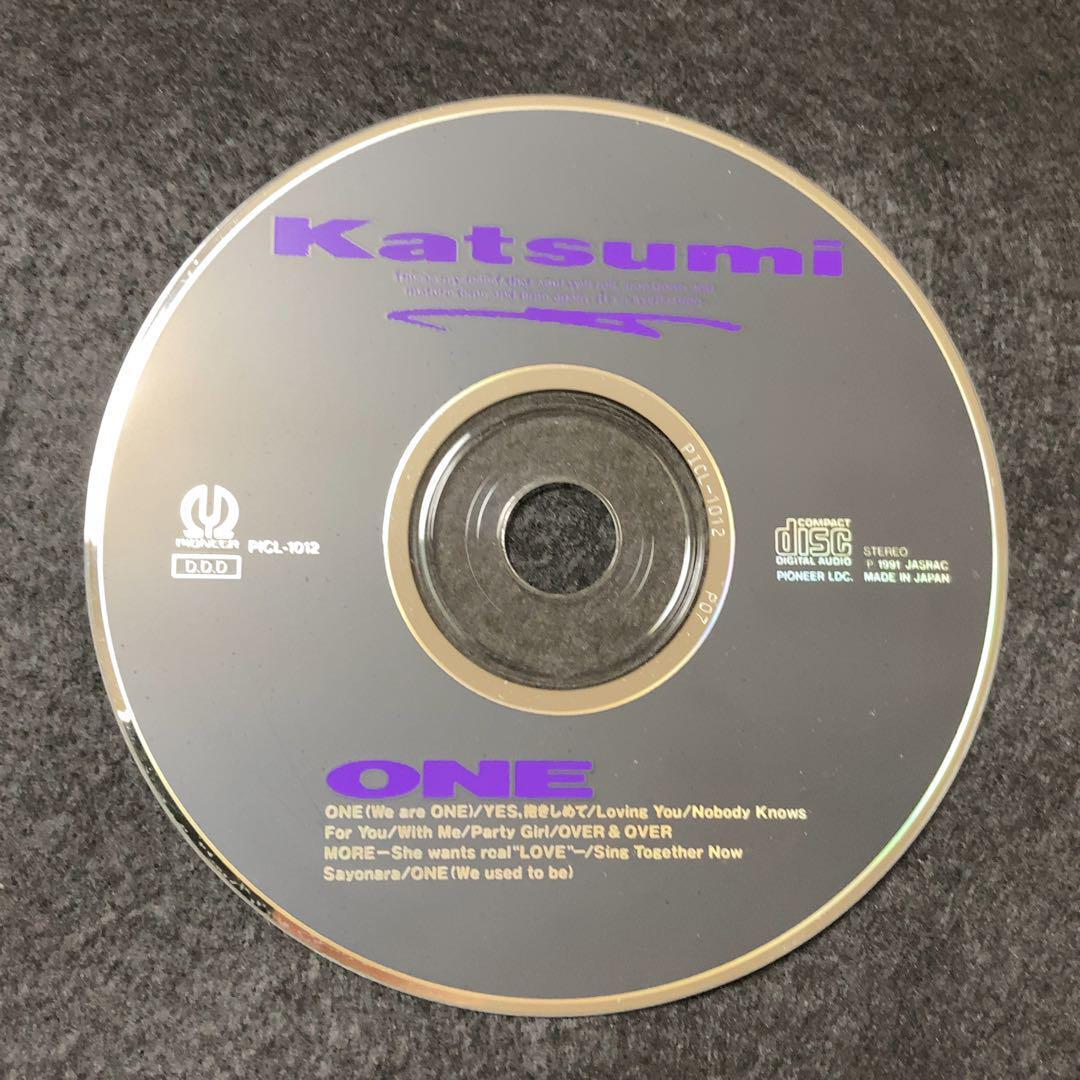 Katsumi
PIONEER
PICL-1012
D.D.D
PICL-1012 P07
COMPACT
disc
DIGITAL AUDIO
STEREO
PIONEER LDC.
℗ 1991 JASRAC
MADE IN JAPAN
ONE
ONE(We are ONE)/YES,抱きしめて/Loving You/Nobody Knows
For You/With Me/Party Girl/OVER & OVER
MORE—She wants real"LOVE"—/Sing Together Now
Sayonara/ONE(We used to be)